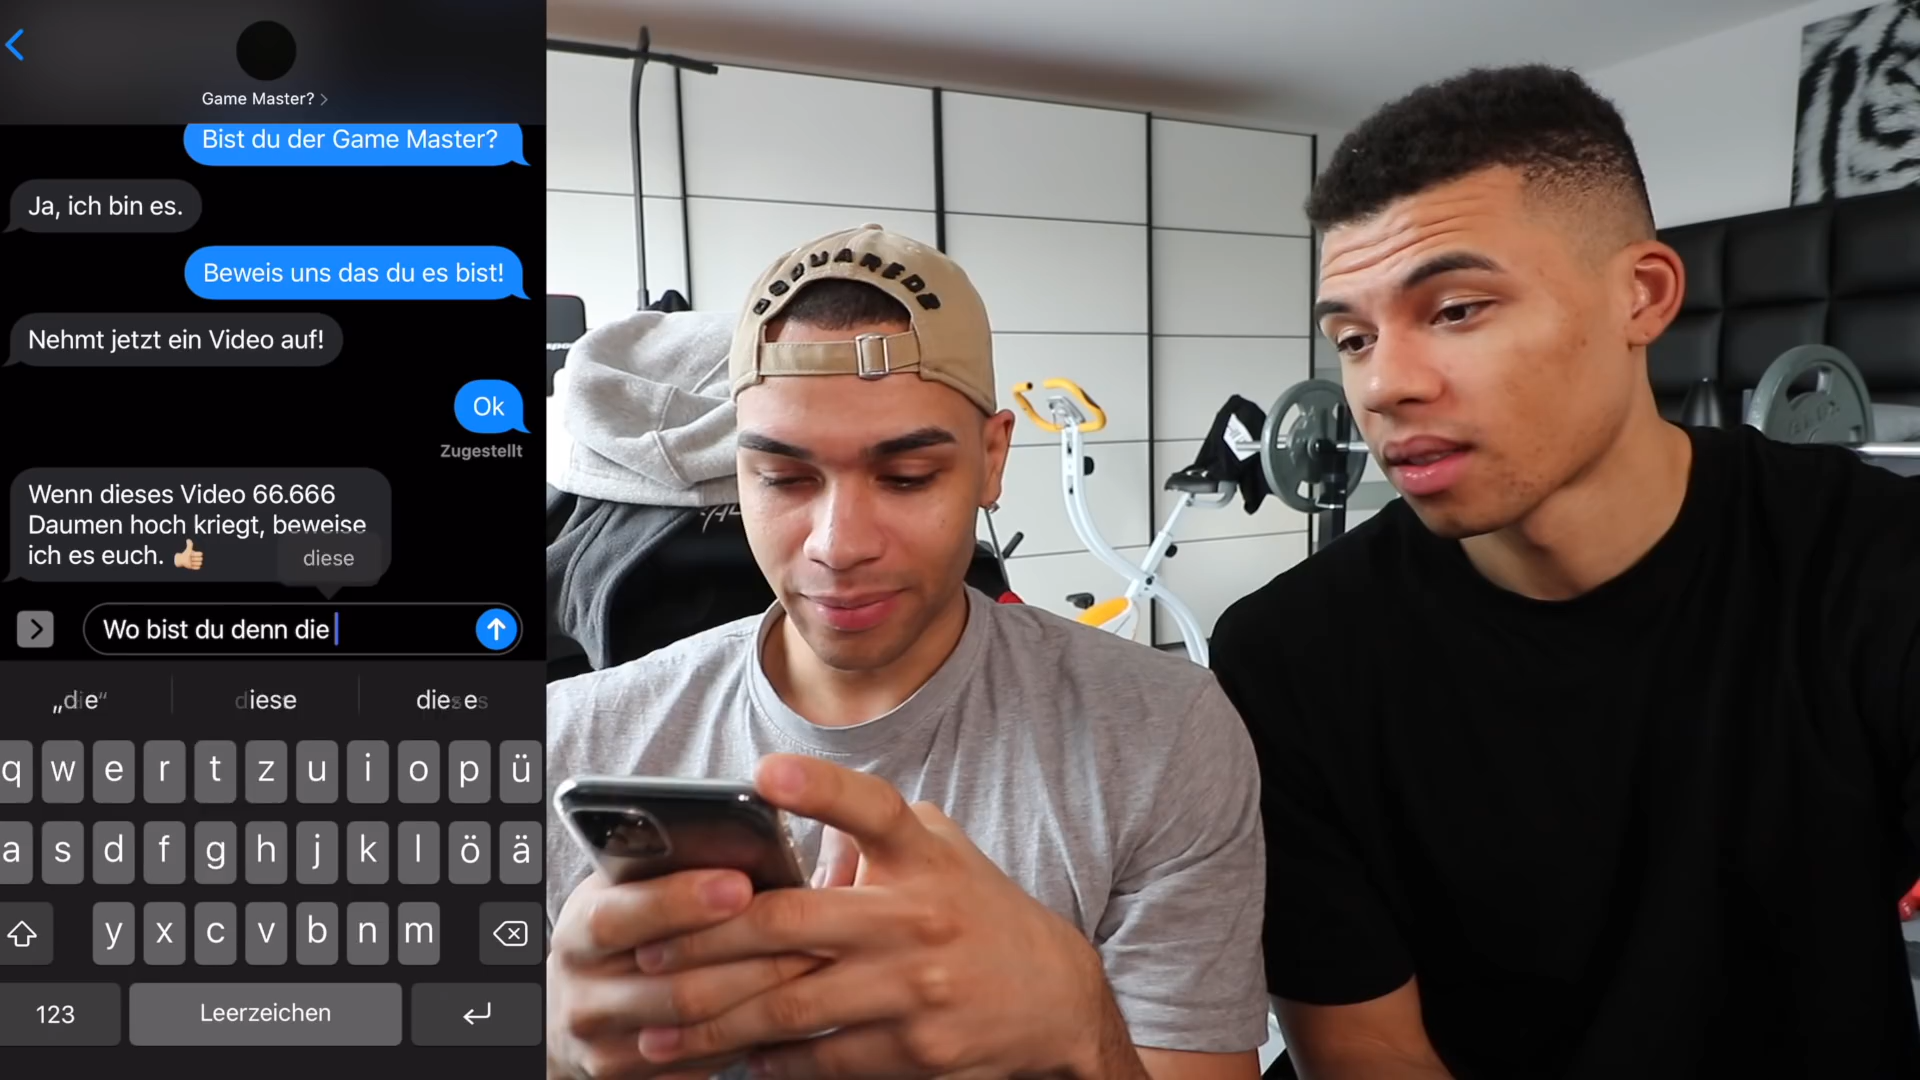 Game Master?
Bist du der Game Master?
Ja, ich bin es.
Beweis uns das du es bist!
Nehmt jetzt ein Video auf!
Ok
Zugestellt
Wenn dieses Video 66.666
Daumen hoch kriegt, beweise
ich es euch. 👍🏼
diese
Wo bist du denn die
„die“ diese dieses
q w e r t z u i o p ü
a s d f g h j k l ö ä
y x c v b n m
123 Leerzeichen
DSQUARED2